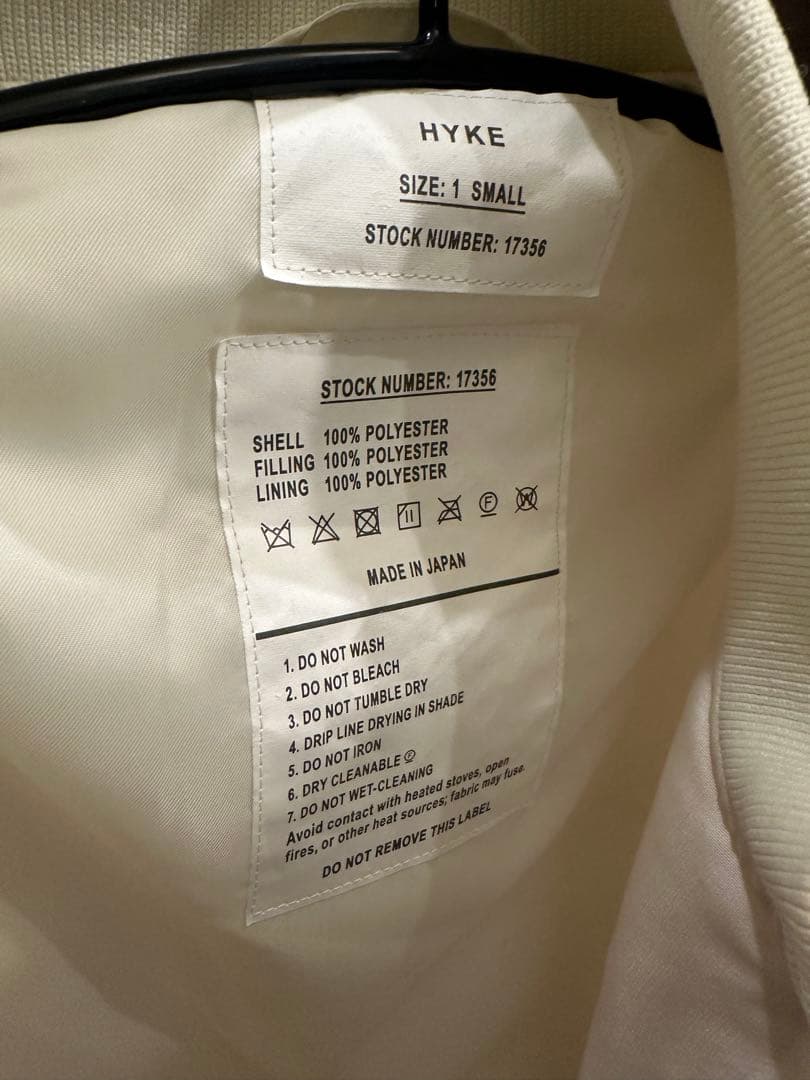 HYKE
SIZE: 1 SMALL
STOCK NUMBER: 17356
STOCK NUMBER: 17356
SHELL 100% POLYESTER
FILLING 100% POLYESTER
LINING 100% POLYESTER
F W
MADE IN JAPAN
1. DO NOT WASH
2. DO NOT BLEACH
3. DO NOT TUMBLE DRY
4. DRIP LINE DRYING IN SHADE
5. DO NOT IRON
6. DRY CLEANABLE Ⓕ
7. DO NOT WET-CLEANING
Avoid contact with heated stoves, open
fires, or other heat sources; fabric may fuse.
DO NOT REMOVE THIS LABEL